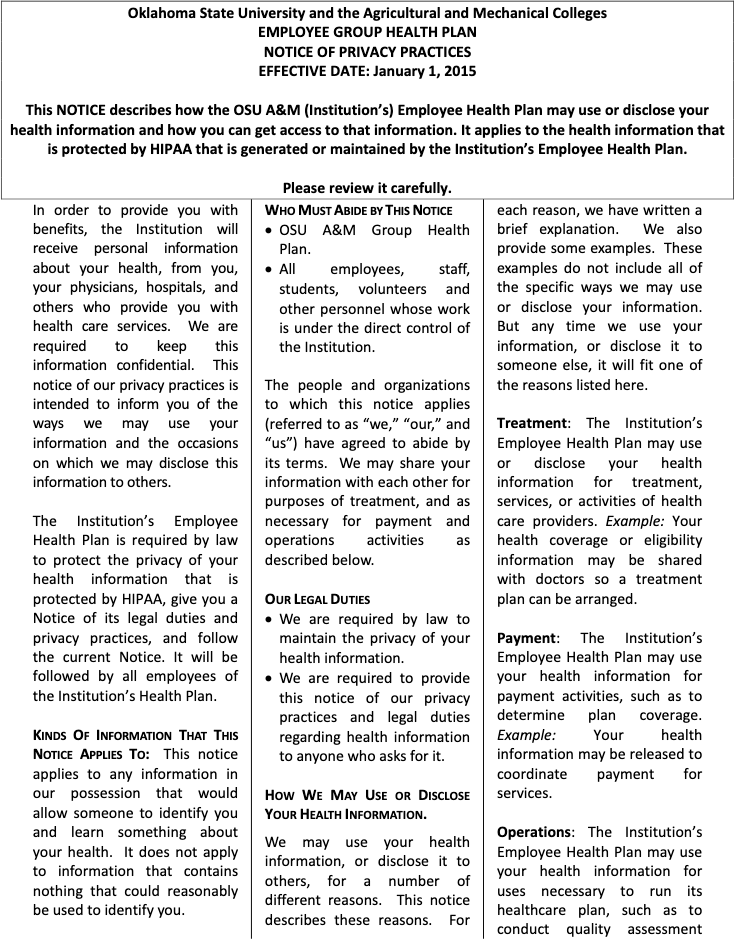 Oklahoma State University and the Agricultural and Mechanical Colleges
EMPLOYEE GROUP HEALTH PLAN
NOTICE OF PRIVACY PRACTICES
EFFECTIVE DATE: January 1, 2015
This NOTICE describes how the OSU A&M (Institution's) Employee Health Plan may use or disclose your
health information and how you can get access to that information. It applies to the health information that
is protected by HIPAA that is generated or maintained by the Institution's Employee Health Plan.
Please review it carefully.
In order to provide you with
benefits, the Institution will
receive personal information
about your health, from you,
your physicians, hospitals, and
others who provide you with
health care services. We are
required to keep this
information confidential. This
notice of our privacy practices is
intended to inform you of the
ways we may use your
information and the occasions
on which we may disclose this
information to others.
The Institution's Employee
Health Plan is required by law
to protect the privacy of your
health information that is
protected by HIPAA, give you a
Notice of its legal duties and
privacy practices, and follow
the current Notice. It will be
followed by all employees of
the Institution's Health Plan.
KINDS OF INFORMATION THAT THIS
NOTICE APPLIES TO: This notice
applies to any information in
our possession that would
allow someone to identify you
and learn something about
your health. It does not apply
to information that contains
nothing that could reasonably
be used to identify you.
WHO MUST ABIDE BY THIS NOTICE
• OSU A&M Group Health
Plan.
• All employees, staff,
students, volunteers and
other personnel whose work
is under the direct control of
the Institution.
The people and organizations
to which this notice applies
(referred to as “we,” “our,” and
“us”) have agreed to abide by
its terms. We may share your
information with each other for
purposes of treatment, and as
necessary for payment and
operations activities as
described below.
OUR LEGAL DUTIES
• We are required by law to
maintain the privacy of your
health information.
• We are required to provide
this notice of our privacy
practices and legal duties
regarding health information
to anyone who asks for it.
HOW WE MAY USE OR DISCLOSE
YOUR HEALTH INFORMATION.
We may use your health
information, or disclose it to
others, for a number of
different reasons. This notice
describes these reasons. For
each reason, we have written a
brief explanation. We also
provide some examples. These
examples do not include all of
the specific ways we may use
or disclose your information.
But any time we use your
information, or disclose it to
someone else, it will fit one of
the reasons listed here.
Treatment: The Institution's
Employee Health Plan may use
or disclose your health
information for treatment,
services, or activities of health
care providers. Example: Your
health coverage or eligibility
information may be shared
with doctors so a treatment
plan can be arranged.
Payment: The Institution's
Employee Health Plan may use
your health information for
payment activities, such as to
determine plan coverage.
Example: Your health
information may be released to
coordinate payment for
services.
Operations: The Institution's
Employee Health Plan may use
your health information for
uses necessary to run its
healthcare plan, such as to
conduct quality assessment